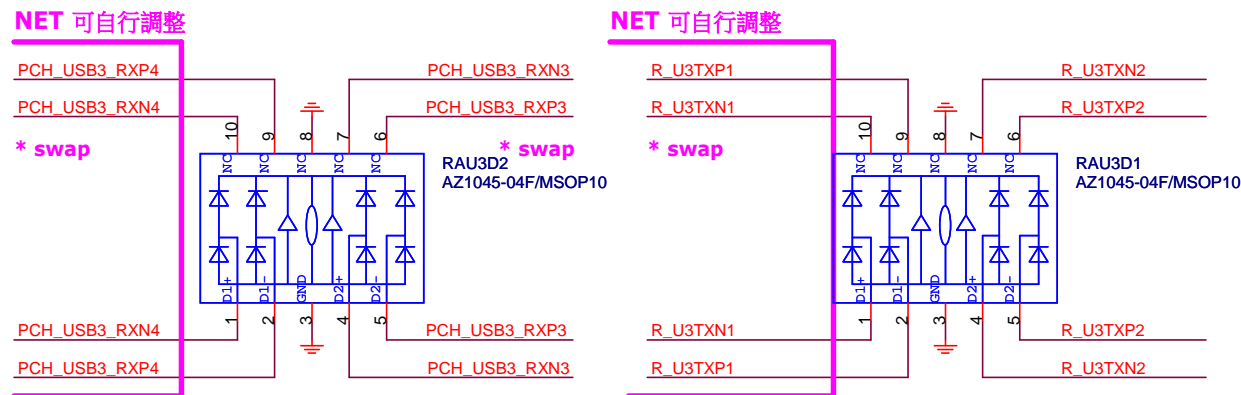 NET 可自行調整
PCH_USB3_RXP4
PCH_USB3_RXN4
* swap
PCH_USB3_RXN3
PCH_USB3_RXP3
* swap
10
9
8
7
6
NC
NC
NC
NC
NC
RAU3D2
AZ1045-04F/MSOP10
D1+
D1-
GND
D2+
D2-
1
2
3
4
5
PCH_USB3_RXN4
PCH_USB3_RXP4
PCH_USB3_RXP3
PCH_USB3_RXN3
NET 可自行調整
R_U3TXP1
R_U3TXN1
* swap
R_U3TXN2
R_U3TXP2
10
9
8
7
6
NC
NC
NC
NC
NC
RAU3D1
AZ1045-04F/MSOP10
D1+
D1-
GND
D2+
D2-
1
2
3
4
5
R_U3TXN1
R_U3TXP1
R_U3TXP2
R_U3TXN2